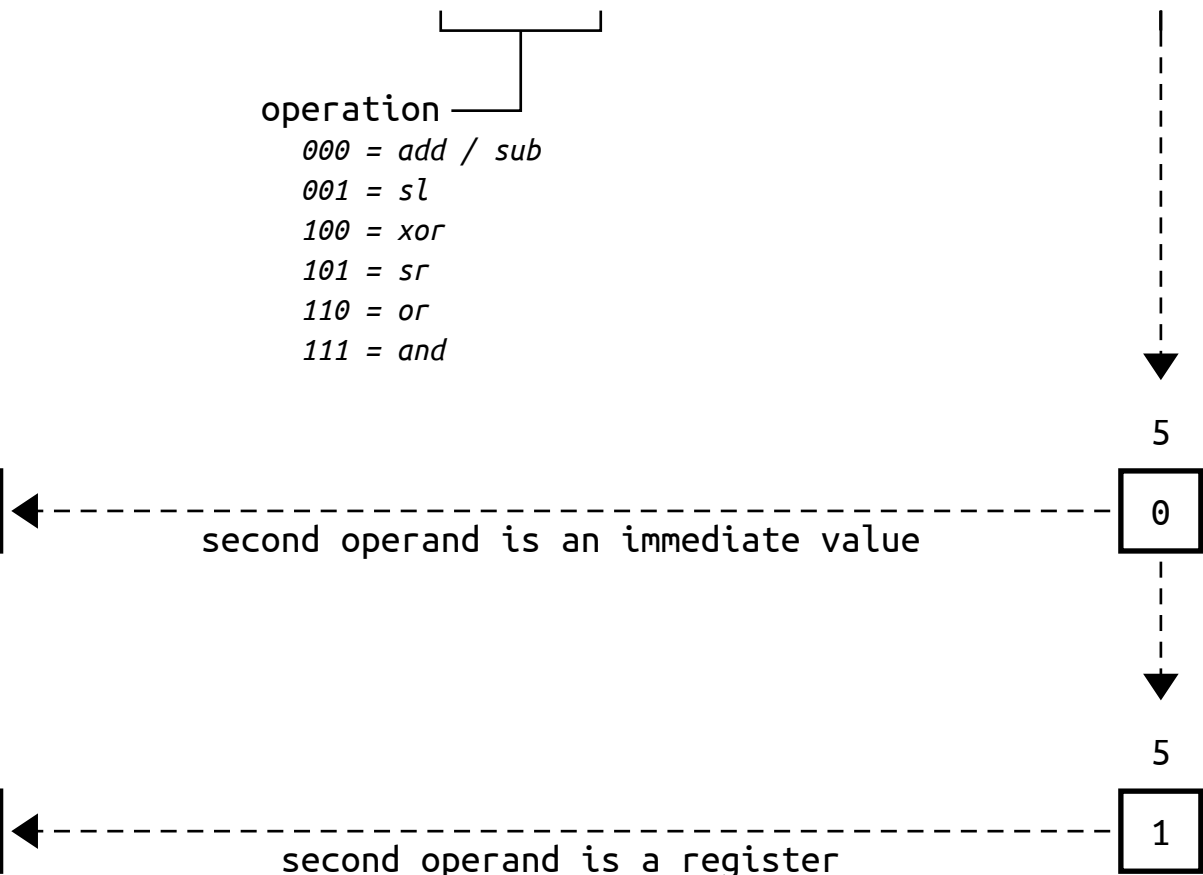 operation
000 = add / sub
001 = sl
100 = xor
101 = sr
110 = or
111 = and
5
0
second operand is an immediate value
5
1
second operand is a register